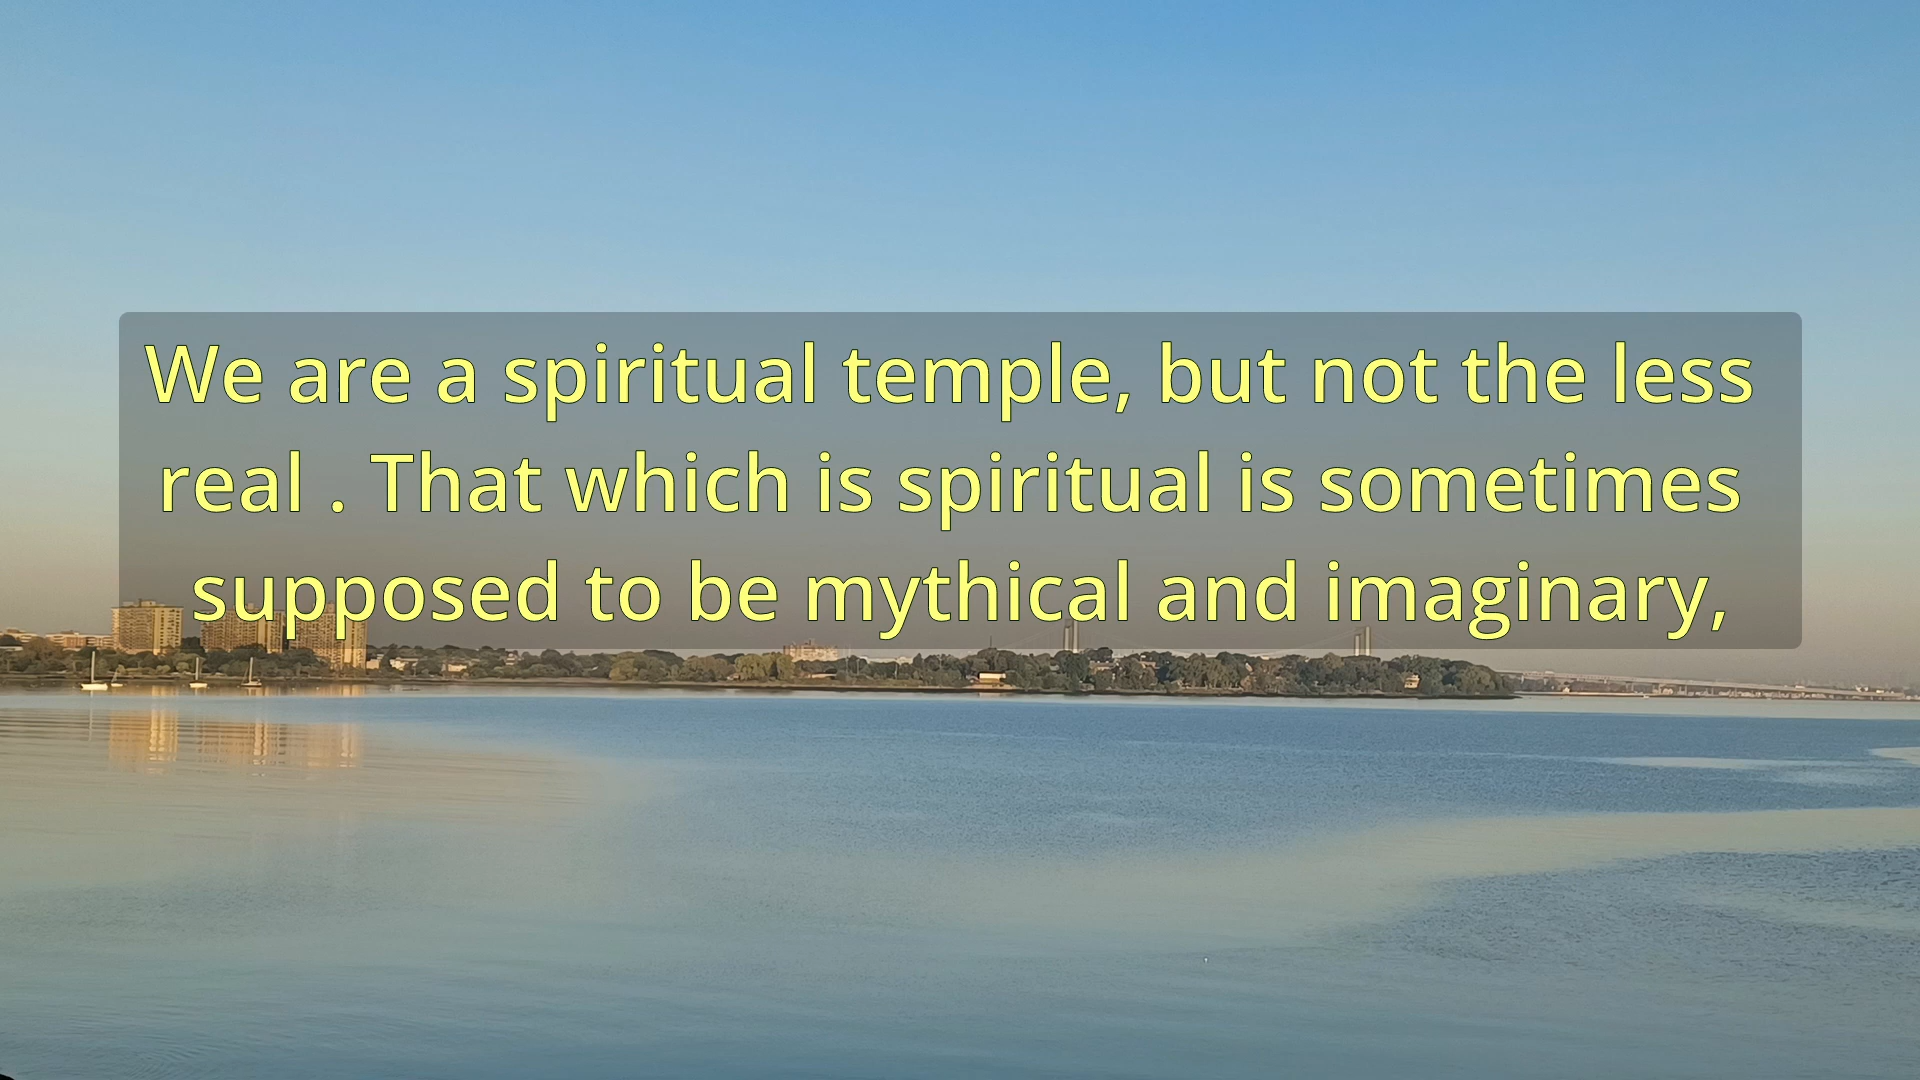 We are a spiritual temple, but not the less
real . That which is spiritual is sometimes
supposed to be mythical and imaginary,